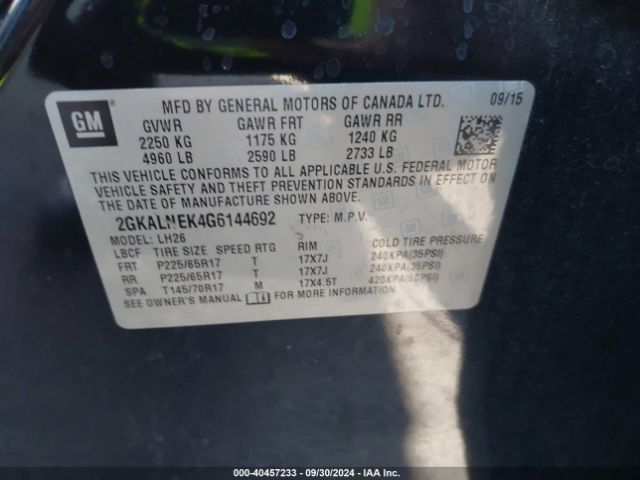 GM
MFD BY GENERAL MOTORS OF CANADA LTD. 09/15
GVWR GAWR FRT GAWR RR
2250 KG 1175 KG 1240 KG
4960 LB 2590 LB 2733 LB
THIS VEHICLE CONFORMS TO ALL APPLICABLE U.S. FEDERAL MOTOR
VEHICLE SAFETY AND THEFT PREVENTION STANDARDS IN EFFECT ON
THE DATE OF MANUFACTURE SHOWN ABOVE.
2GKALNEK4G6144692 TYPE: M.P.V.
MODEL: LH26
LBCF TIRE SIZE SPEED RTG RIM COLD TIRE PRESSURE
FRT P225/65R17 T 17X7J 240KPA(35PSI)
RR P225/65R17 T 17X7J 240KPA(35PSI)
SPA T145/70R17 M 17X4.5T 420KPA(60PSI)
SEE OWNER'S MANUAL FOR MORE INFORMATION.
000-40457233 - 09/30/2024 - IAA Inc.